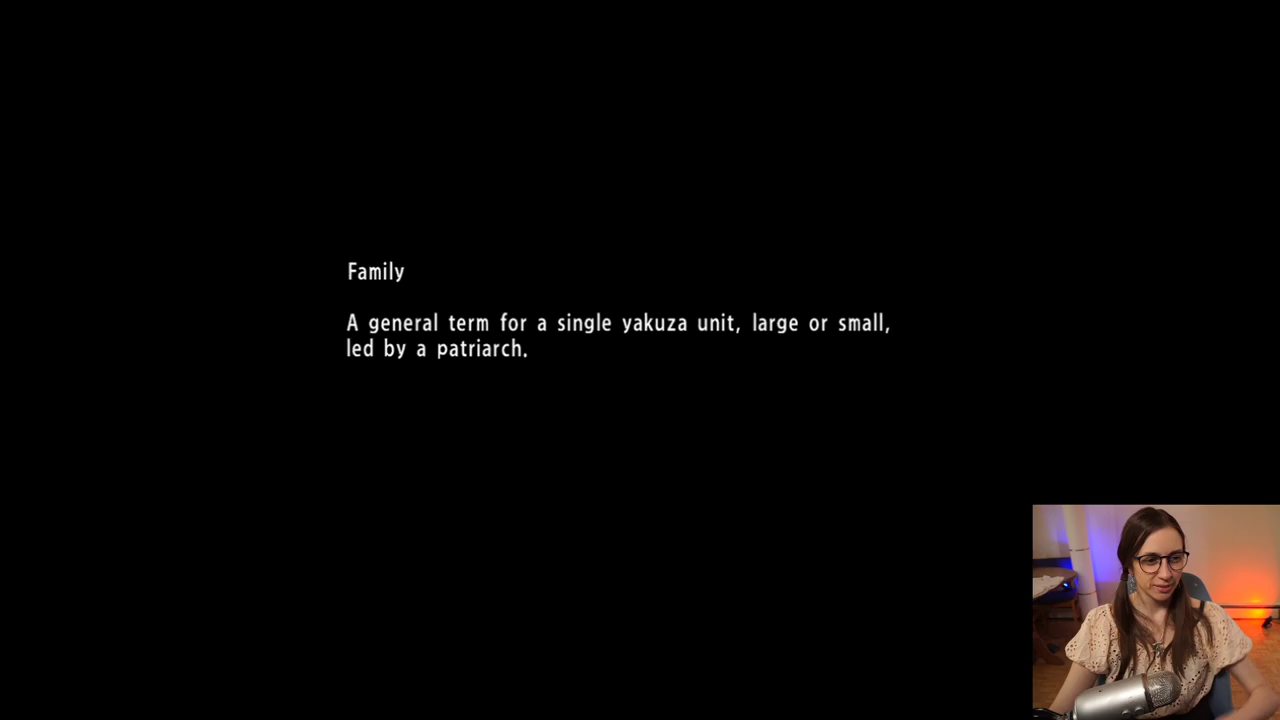 Family
A general term for a single yakuza unit, large or small,
led by a patriarch.